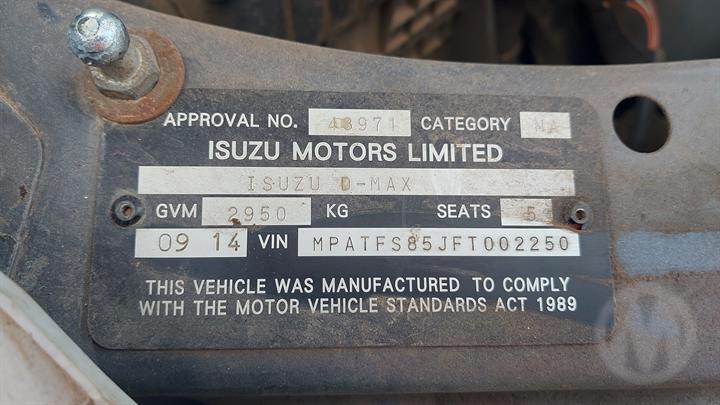 APPROVAL NO. 48971 CATEGORY NA
ISUZU MOTORS LIMITED
ISUZU D-MAX
GVM 2950 KG SEATS 5
09 14 VIN MPATFS85JFT002250
THIS VEHICLE WAS MANUFACTURED TO COMPLY
WITH THE MOTOR VEHICLE STANDARDS ACT 1989
M